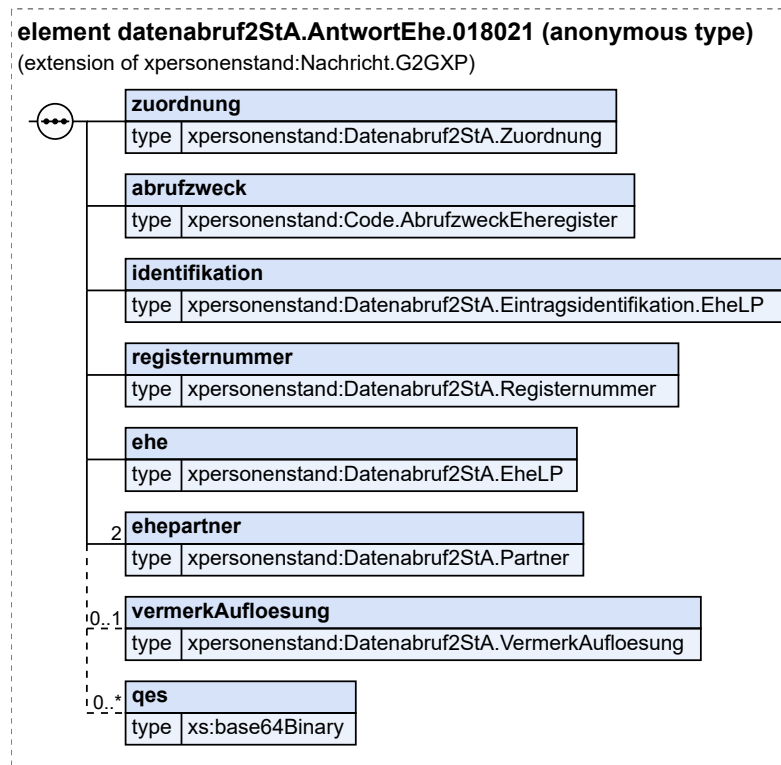 element datenabruf2StA.AntwortEhe.018021 (anonymous type)
(extension of xpersonenstand:Nachricht.G2GXP)
zuordnung
type xpersonenstand:Datenabruf2StA.Zuordnung
abrufzweck
type xpersonenstand:Code.AbrufzweckEheregister
identifikation
type xpersonenstand:Datenabruf2StA.Eintragsidentifikation.EheLP
registernummer
type xpersonenstand:Datenabruf2StA.Registernummer
ehe
type xpersonenstand:Datenabruf2StA.EheLP
2 ehepartner
type xpersonenstand:Datenabruf2StA.Partner
0..1 vermerkAufloesung
type xpersonenstand:Datenabruf2StA.VermerkAufloesung
0..* qes
type xs:base64Binary